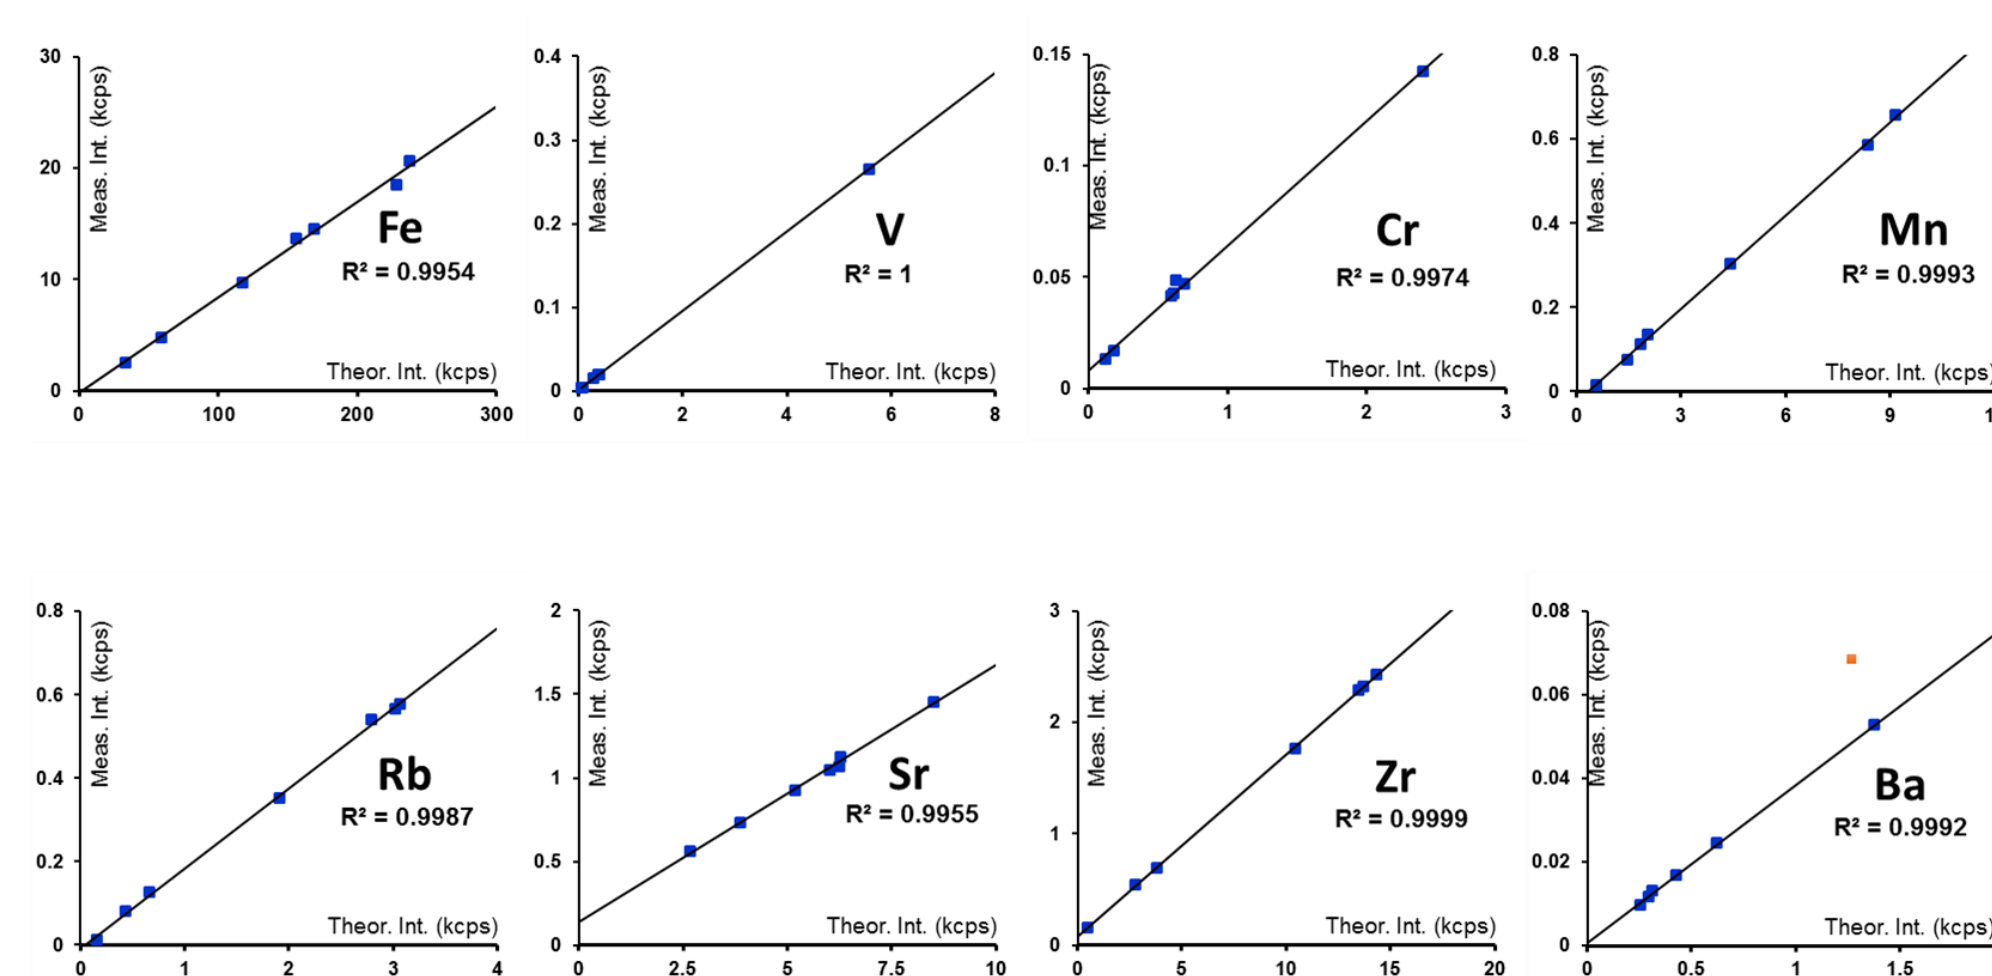 30
20
10
0
Meas. Int. (kcps)
Fe
R² = 0.9954
Theor. Int. (kcps)
0 100 200 300
0.4
0.3
0.2
0.1
0
Meas. Int. (kcps)
V
R² = 1
Theor. Int. (kcps)
0 2 4 6 8
0.15
0.1
0.05
0
Meas. Int. (kcps)
Cr
R² = 0.9974
Theor. Int. (kcps)
0 1 2 3
0.8
0.6
0.4
0.2
0
Meas. Int. (kcps)
Mn
R² = 0.9993
Theor. Int. (kcps)
0 3 6 9
0.8
0.6
0.4
0.2
0
Meas. Int. (kcps)
Rb
R² = 0.9987
Theor. Int. (kcps)
0 1 2 3 4
2
1.5
1
0.5
0
Meas. Int. (kcps)
Sr
R² = 0.9955
Theor. Int. (kcps)
0 2.5 5 7.5 10
3
2
1
0
Meas. Int. (kcps)
Zr
R² = 0.9999
Theor. Int. (kcps)
0 5 10 15 20
0.08
0.06
0.04
0.02
0
Meas. Int. (kcps)
Ba
R² = 0.9992
Theor. Int. (kcps)
0 0.5 1 1.5